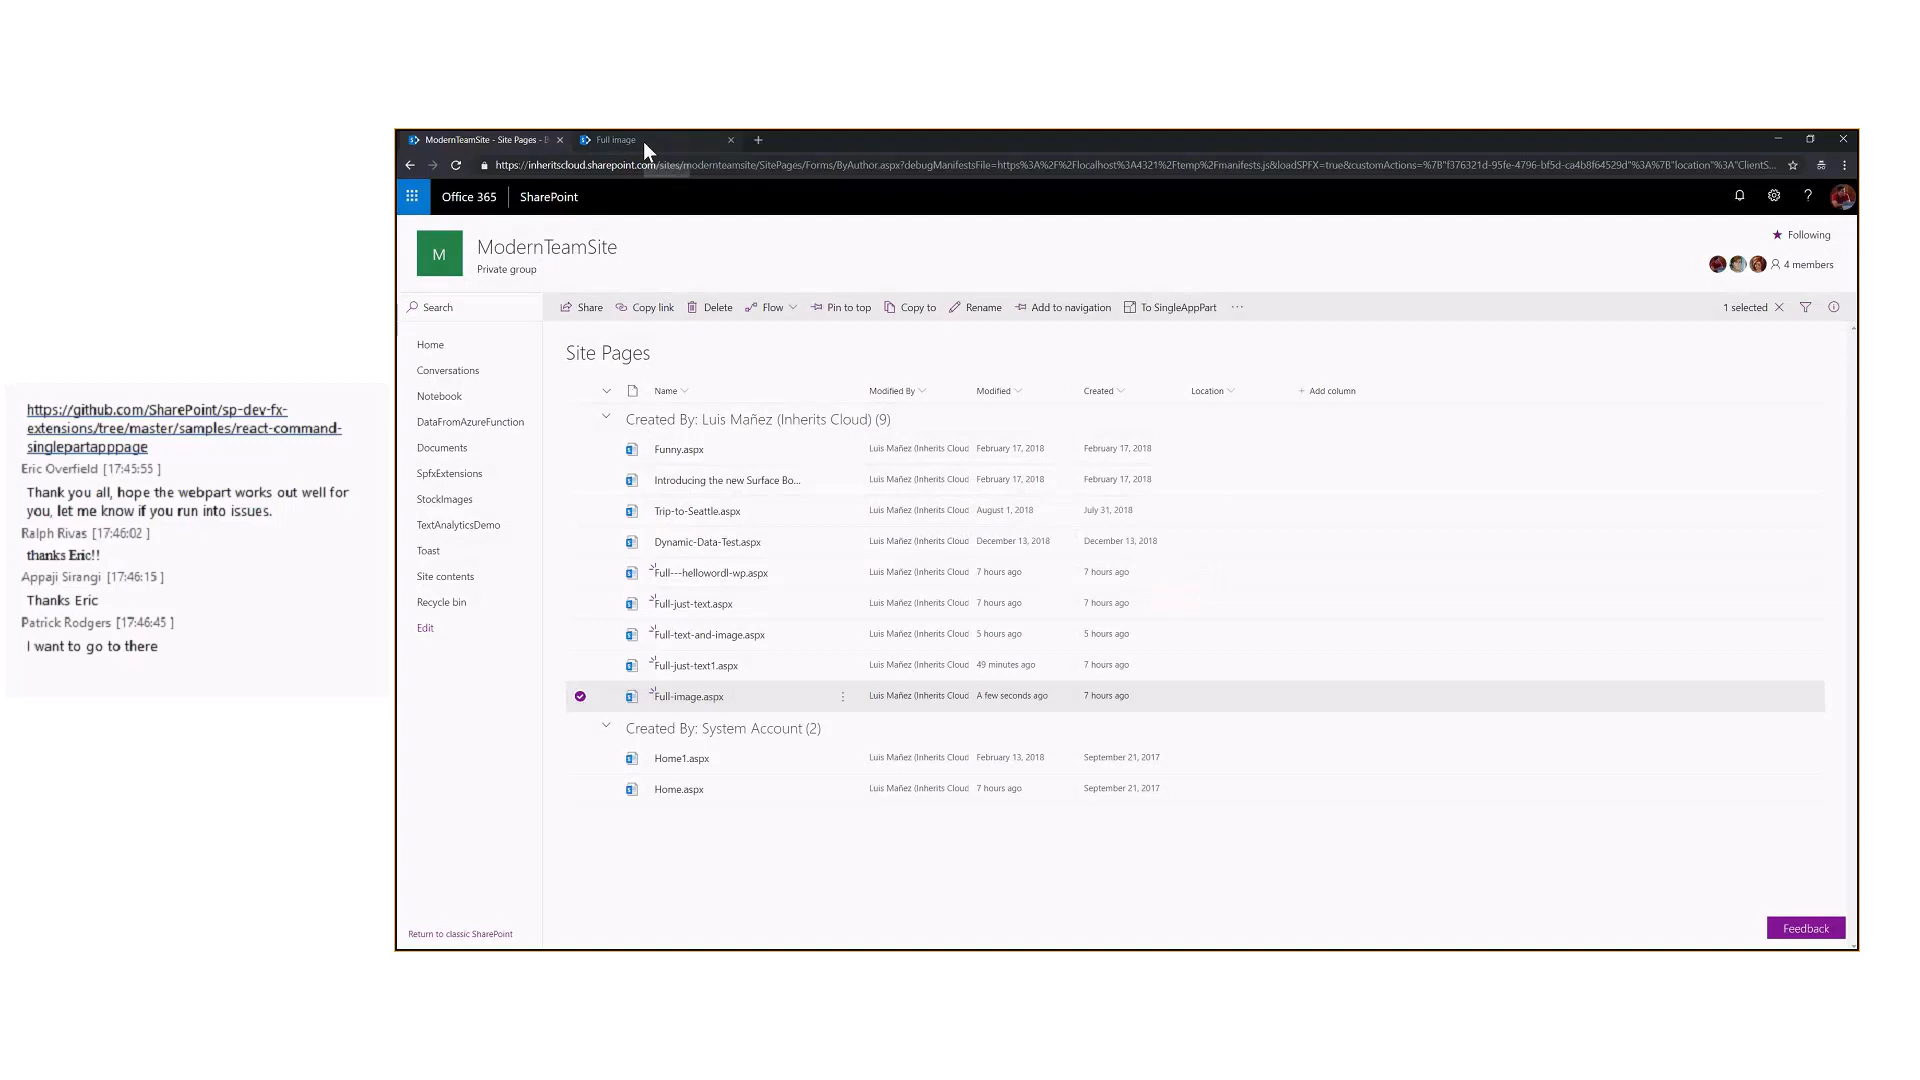 https://github.com/SharePoint/sp-dev-fx-
extensions/tree/master/samples/react-command-
singlepartapppage
Eric Overfield [17:45:55 ]
Thank you all, hope the webpart works out well for
you, let me know if you run into issues.
Ralph Rivas [17:46:02 ]
thanks Eric!!
Appaji Sirangi [17:46:15 ]
Thanks Eric
Patrick Rodgers [17:46:45 ]
I want to go to there
ModernTeamSite - Site Pages -
Full image
https://inheritscloud.sharepoint.com/sites/modernteamsite/SitePages/Forms/ByAuthor.aspx?debugManifestsFile=https%3A%2F%2Flocalhost%3A4321%2Ftemp%2Fmanifests.js&loadSPFX=true&customActions=%7B"f376321d-95fe-4796-bf5d-ca4b8f64529d"%3A%7B"location"%3A"ClientS...
Office 365 SharePoint
M
ModernTeamSite
Private group
Following
4 members
Search
Share Copy link Delete Flow Pin to top Copy to Rename Add to navigation To SingleAppPart ... 1 selected
Home
Conversations
Notebook
DataFromAzureFunction
Documents
SpfxExtensions
StockImages
TextAnalyticsDemo
Toast
Site contents
Recycle bin
Edit
Return to classic SharePoint
Site Pages
Name Modified By Modified Created Location + Add column
Created By: Luis Mañez (Inherits Cloud) (9)
Funny.aspx Luis Mañez (Inherits Cloud February 17, 2018 February 17, 2018
Introducing the new Surface Bo... Luis Mañez (Inherits Cloud February 17, 2018 February 17, 2018
Trip-to-Seattle.aspx Luis Mañez (Inherits Cloud August 1, 2018 July 31, 2018
Dynamic-Data-Test.aspx Luis Mañez (Inherits Cloud December 13, 2018 December 13, 2018
Full---hellowordl-wp.aspx Luis Mañez (Inherits Cloud 7 hours ago 7 hours ago
Full-just-text.aspx Luis Mañez (Inherits Cloud 7 hours ago 7 hours ago
Full-text-and-image.aspx Luis Mañez (Inherits Cloud 5 hours ago 5 hours ago
Full-just-text1.aspx Luis Mañez (Inherits Cloud 49 minutes ago 7 hours ago
Full-image.aspx Luis Mañez (Inherits Cloud A few seconds ago 7 hours ago
Created By: System Account (2)
Home1.aspx Luis Mañez (Inherits Cloud February 13, 2018 September 21, 2017
Home.aspx Luis Mañez (Inherits Cloud 7 hours ago September 21, 2017
Feedback